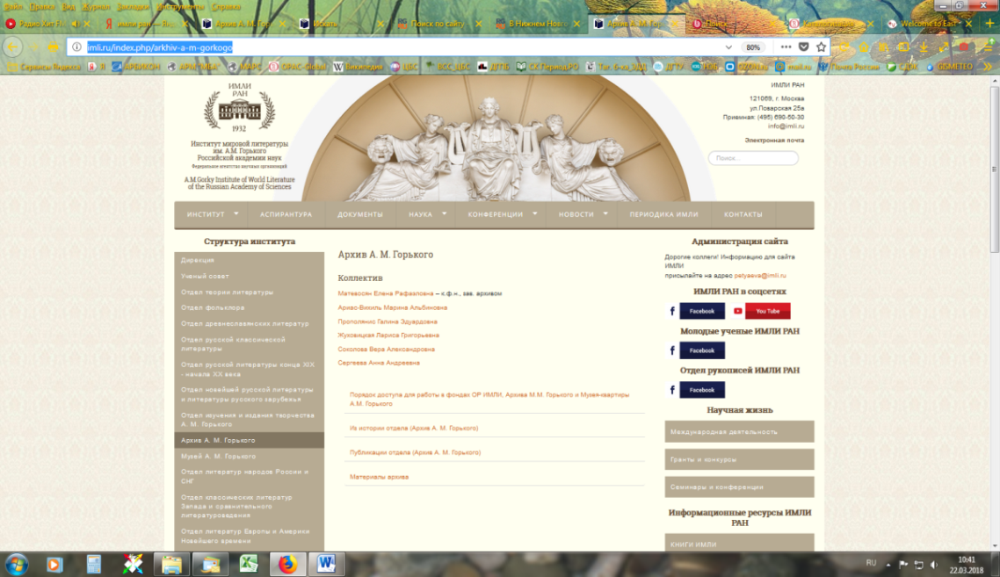 Файл Правка Вид Журнал Закладки Инструменты Справка
Радио Хит FM
имли ран — Ян
Архив А. М. Гор
Поиск по сайту
В Нижнем Новг
Архив А. М. Гор
Поиск
Welcome to East
imli.ru/index.php/arkhiv-a-m-gorkogo
80%
Сервисы Яндекса
Я
АРБИКОН
МАРС
OPAC-Global
Википедия
ЦБС
БСС_ЦБС
ДГПБ
СК ПериодРО
ДГТУ
OZON.ru
mail.ru
Почта России
СДЭК
GISMETEO
ИМЛИ
РАН
1932
Институт мировой литературы
им. А.М. Горького
Российской академии наук
Федеральное агентство научных организаций
A.M.Gorky Institute of World Literature
of the Russian Academy of Sciences
ИМЛИ РАН
121069, г. Москва
ул.Поварская 25а
Приемная: (495) 690-50-30
info@imli.ru
Электронная почта
Поиск...
ИНСТИТУТ АСПИРАНТУРА ДОКУМЕНТЫ НАУКА КОНФЕРЕНЦИИ НОВОСТИ ПЕРИОДИКА ИМЛИ КОНТАКТЫ
Структура института
Дирекция
Ученый совет
Отдел теории литературы
Отдел фольклора
Отдел древнеславянских литератур
Отдел русской классической
литературы
Отдел русской литературы конца XIX
- начала XX века
Отдел новейшей русской литературы
и литературы русского зарубежья
Отдел изучения и издания творчества
А. М. Горького
Архив А. М. Горького
Музей А. М. Горького
Отдел литератур народов России и
СНГ
Отдел классических литератур
Запада и сравнительного
литературоведения
Отдел литератур Европы и Америки
Новейшего времени
Архив А. М. Горького
Коллектив
Матевосян Елена Рафаэловна – к.ф.н., зав. архивом
Ариас-Вихиль Марина Альбиновна
Прополянис Галина Эдуардовна
Жуховицкая Лариса Григорьевна
Соколова Вера Александровна
Сергеева Анна Андреевна
Порядок доступа для работы в фондах ОР ИМЛИ, Архива М.М. Горького и Музея-квартиры
А.М. Горького
Из истории отдела (Архив А. М. Горького)
Публикации отдела (Архив А. М. Горького)
Материалы архива
Администрация сайта
Дорогие коллеги! Информацию для сайта
ИМЛИ
присылайте на адрес petyaeva@imli.ru
ИМЛИ РАН в соцсетях
Facebook You Tube
Молодые ученые ИМЛИ РАН
Facebook
Отдел рукописей ИМЛИ РАН
Facebook
Научная жизнь
Международная деятельность
Гранты и конкурсы
Семинары и конференции
Информационные ресурсы ИМЛИ
РАН
КНИГИ ИМЛИ
RU
10:41
22.03.2018